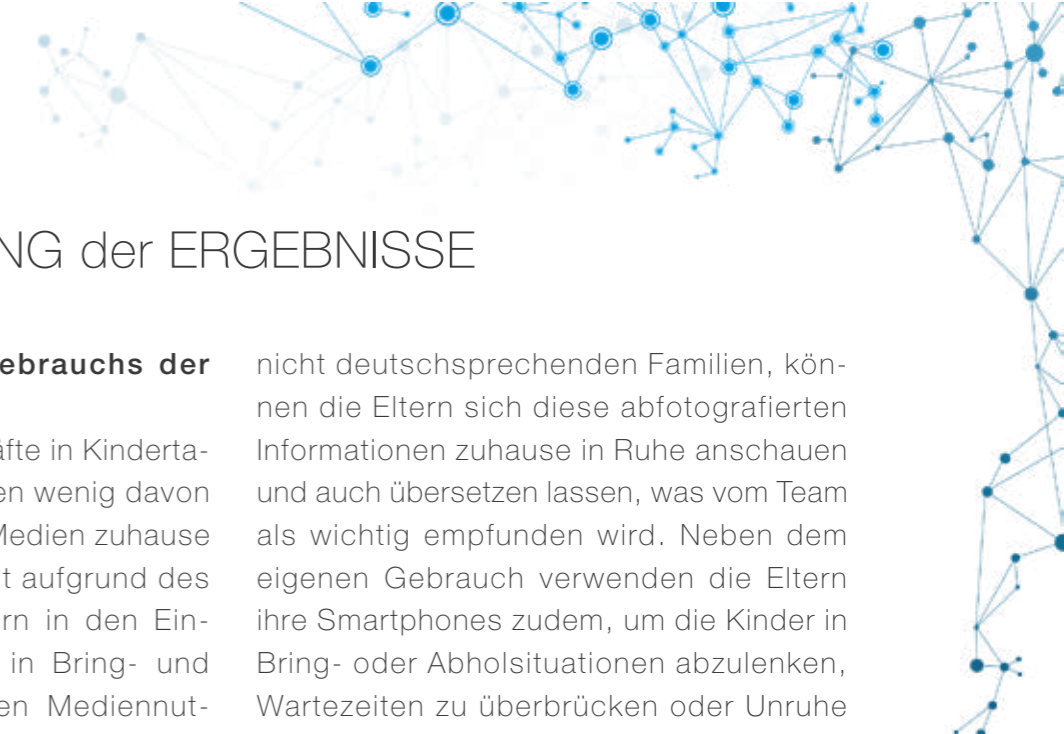 NG der ERGEBNISSE
ebrauchs der
äfte in Kinderta-
en wenig davon
Medien zuhause
t aufgrund des
rn in den Ein-
in Bring- und
en Mediennut-
nicht deutschsprechenden Familien, kön-
nen die Eltern sich diese abfotografierten
Informationen zuhause in Ruhe anschauen
und auch übersetzen lassen, was vom Team
als wichtig empfunden wird. Neben dem
eigenen Gebrauch verwenden die Eltern
ihre Smartphones zudem, um die Kinder in
Bring- oder Abholsituationen abzulenken,
Wartezeiten zu überbrücken oder Unruhe